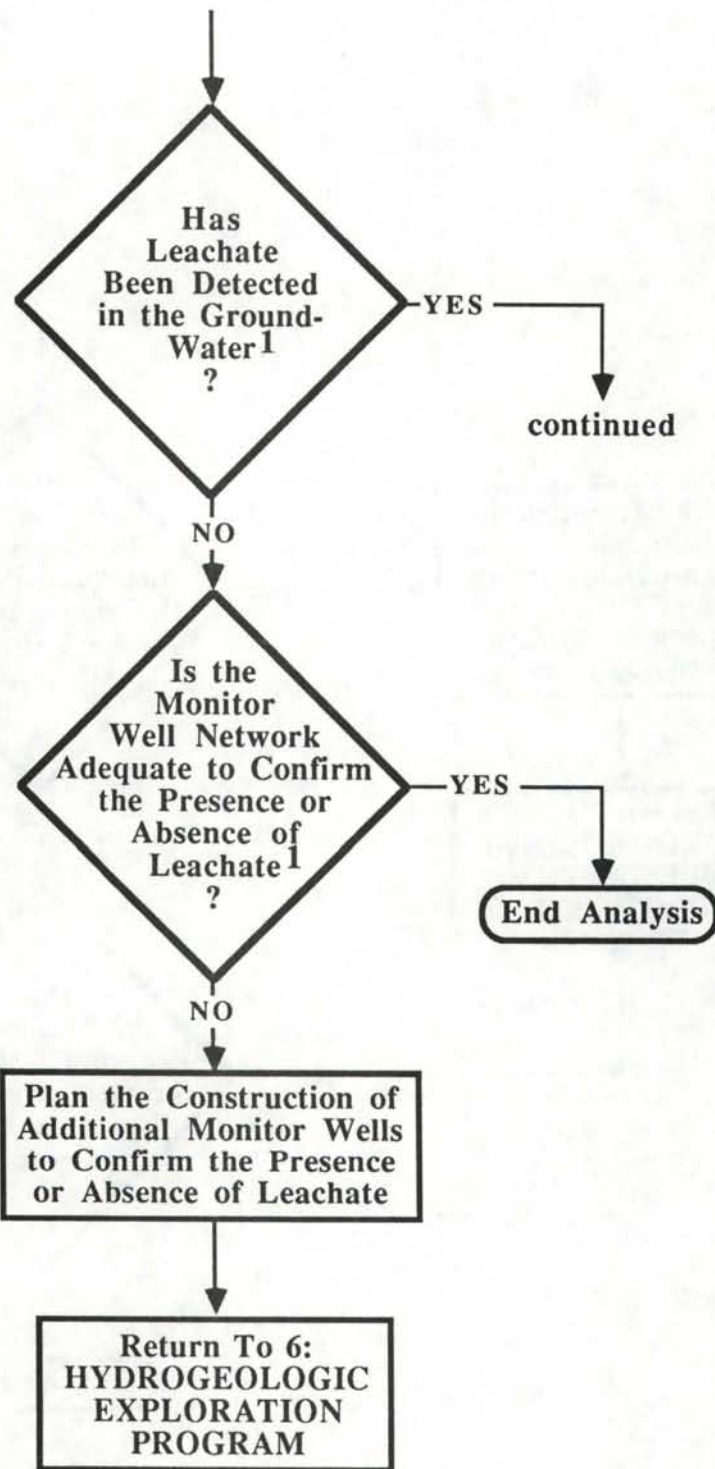 Has
Leachate
Been Detected
in the Ground-
Water1
?
YES
continued
NO
Is the
Monitor
Well Network
Adequate to Confirm
the Presence or
Absence of
Leachate1
?
YES
End Analysis
NO
Plan the Construction of
Additional Monitor Wells
to Confirm the Presence
or Absence of Leachate
Return To 6:
HYDROGEOLOGIC
EXPLORATION
PROGRAM